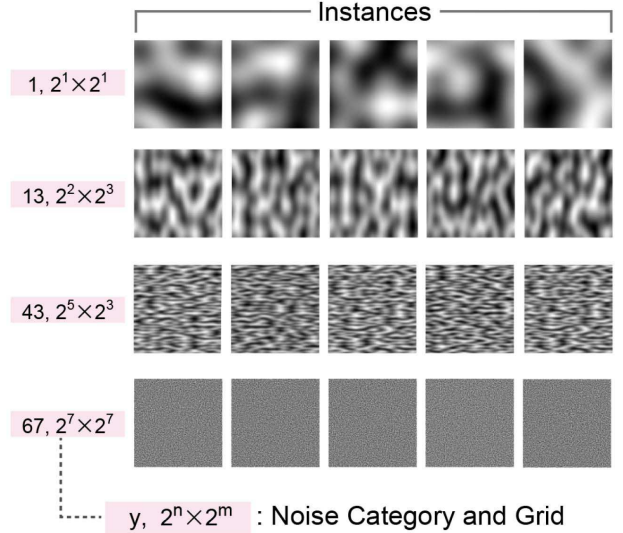 Instances
1, 2¹×2¹
13, 2²×2³
43, 2⁵×2³
67, 2⁷×2⁷
y, 2ⁿ×2ᵐ : Noise Category and Grid